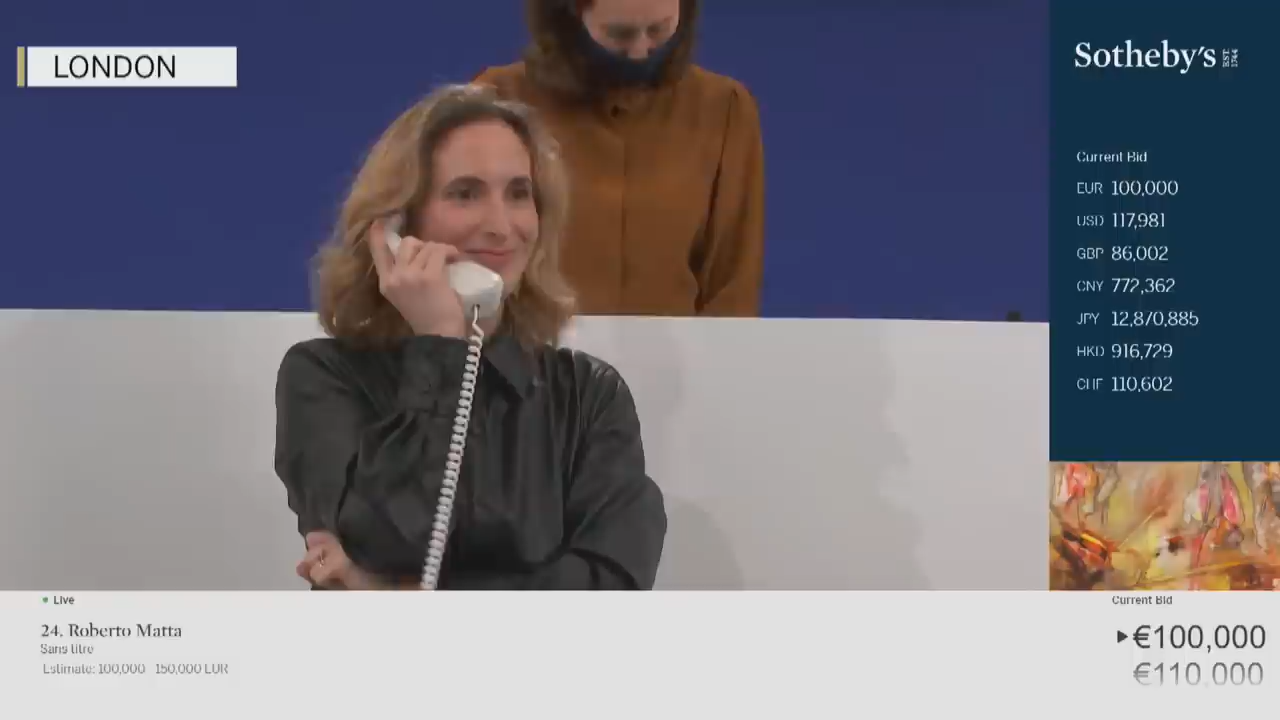 LONDON
Sotheby's EST. 1744
Current Bid
EUR 100,000
USD 117,981
GBP 86,002
CNY 772,362
JPY 12,870,885
HKD 916,729
CHF 110,602
Live
24. Roberto Matta
Sans titre
Estimate: 100,000 150,000 EUR
Current Bid
€100,000
€110,000